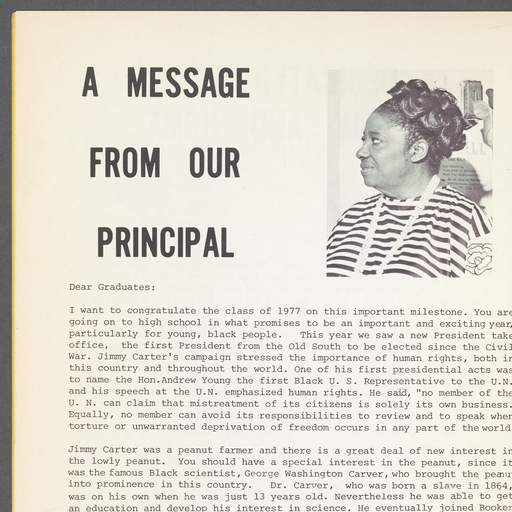 A MESSAGE
FROM OUR
PRINCIPAL
Dear Graduates:
I want to congratulate the class of 1977 on this important milestone. You are
going on to high school in what promises to be an important and exciting year,
particularly for young, black people. This year we saw a new President take
office, the first President from the Old South to be elected since the Civil
War. Jimmy Carter's campaign stressed the importance of human rights, both in
this country and throughout the world. One of his first presidential acts was
to name the Hon.Andrew Young the first Black U. S. Representative to the U.N.
and his speech at the U.N. emphasized human rights. He said, "no member of the
U. N. can claim that mistreatment of its citizens is solely its own business.
Equally, no member can avoid its responsibilities to review and to speak when
torture or unwarranted deprivation of freedom occurs in any part of the world
Jimmy Carter was a peanut farmer and there is a great deal of new interest in
the lowly peanut. You should have a special interest in the peanut, since it
was the famous Black scientist, George Washington Carver, who brought the peanut
into prominence in this country. Dr. Carver, who was born a slave in 1864,
was on his own when he was just 13 years old. Nevertheless he was able to get
an education and develop his interest in science. He eventually joined Booker